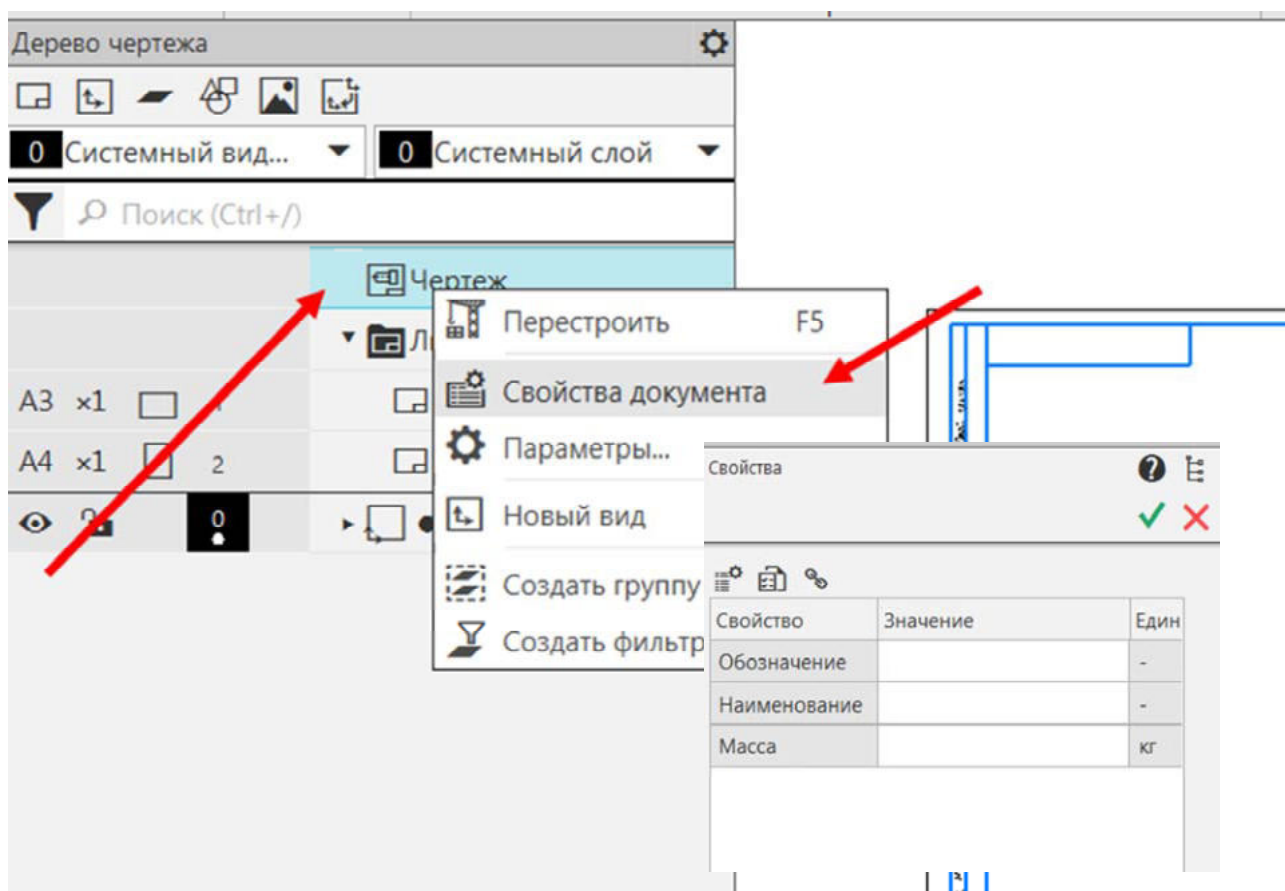 Дерево чертежа
0 Системный вид... 0 Системный слой
Поиск (Ctrl+/)
Чертеж
Перестроить F5
Свойства документа
A3 ×1
Параметры...
A4 ×1 2
Новый вид
0
Создать группу
Создать фильтр
Свойства
Свойство Значение Един
Обозначение -
Наименование -
Масса кг